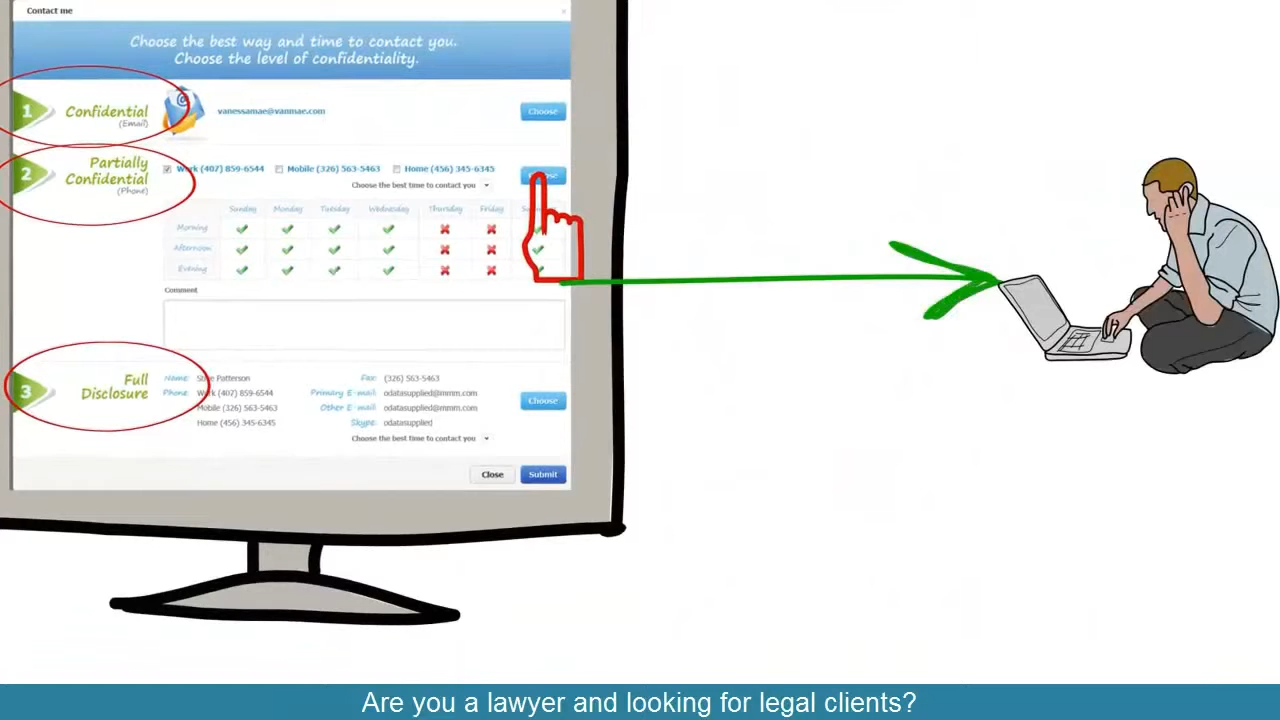 Contact me
Choose the best way and time to contact you.
Choose the level of confidentiality.
1 Confidential
(Email)
vanessamae@vanmae.com
Choose
2 Partially
Confidential
(Phone)
Work (407) 859-6544 Mobile (326) 563-5463 Home (456) 345-6345
Choose the best time to contact you
Sunday Monday Tuesday Wednesday Thursday Friday
Morning
Afternoon
Evening
Comment
3 Full
Disclosure
Name: Patterson
Phone: Work (407) 859-6544
Mobile (326) 563-5463
Home (456) 345-6345
Fax: (326) 563-5463
Primary E-mail: odatasupplied@mmm.com
Other E-mail: odatasupplied@mmm.com
Skype: odatasupplied
Choose the best time to contact you
Choose
Close Submit
Are you a lawyer and looking for legal clients?